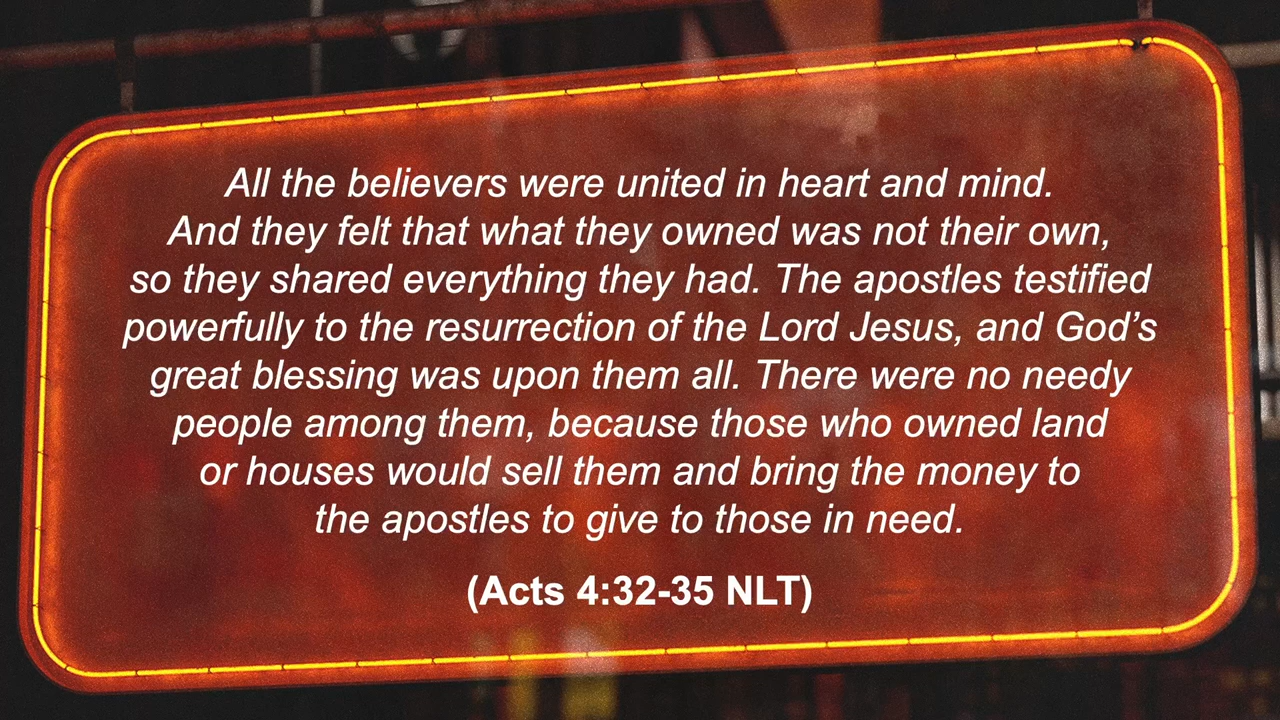 All the believers were united in heart and mind.
And they felt that what they owned was not their own,
so they shared everything they had. The apostles testified
powerfully to the resurrection of the Lord Jesus, and God’s
great blessing was upon them all. There were no needy
people among them, because those who owned land
or houses would sell them and bring the money to
the apostles to give to those in need.
(Acts 4:32-35 NLT)